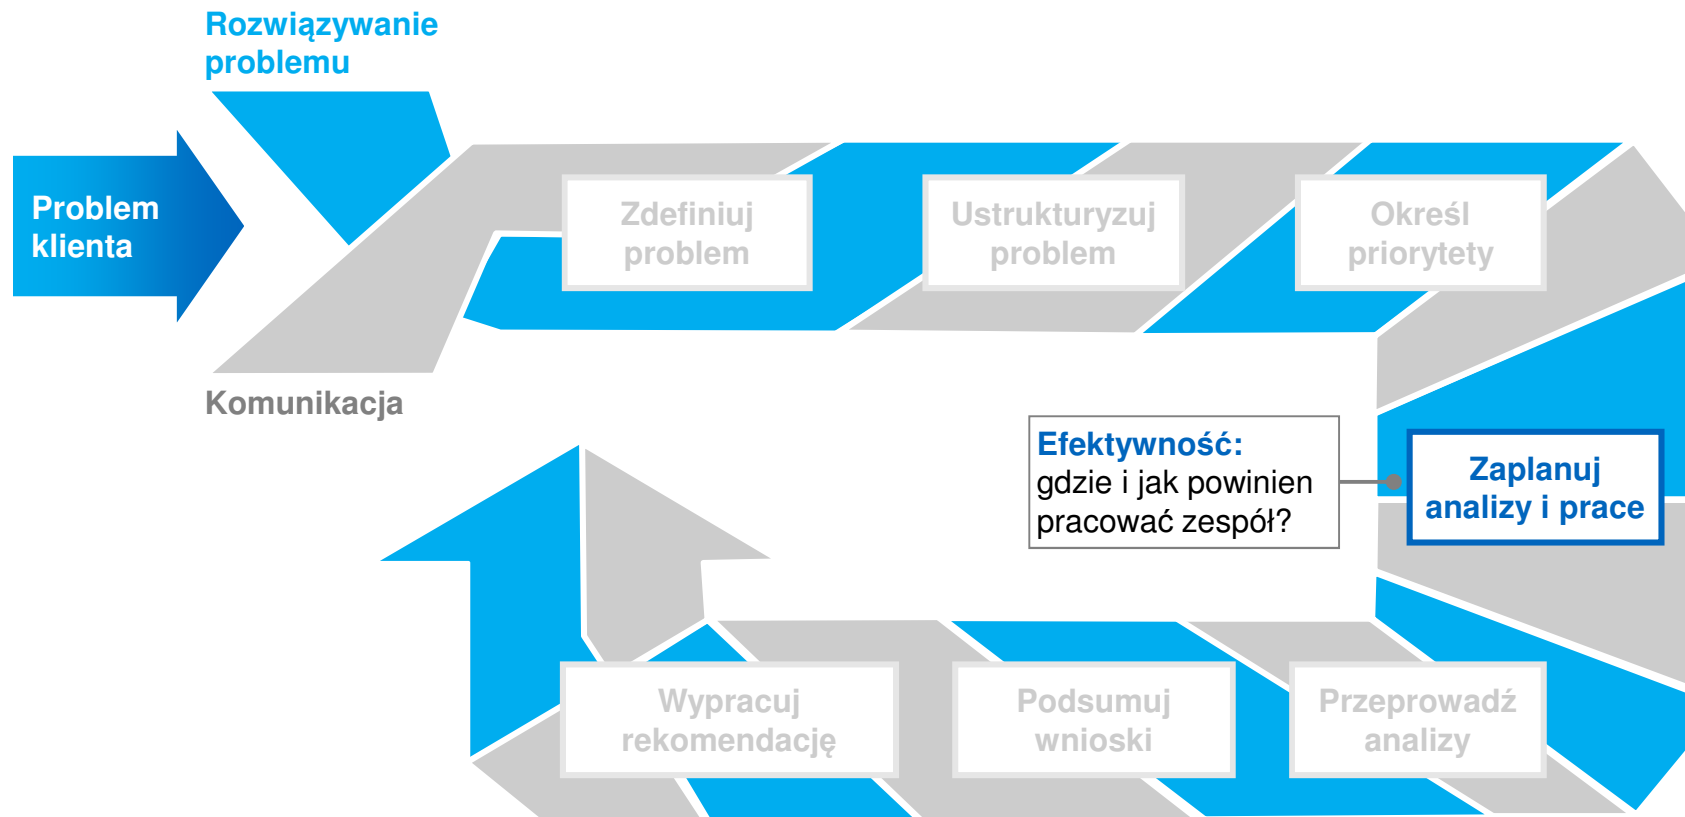 Rozwiązywanie
problemu
Problem
klienta
Zdefiniuj
problem
Ustrukturyzuj
problem
Określ
priorytety
Komunikacja
Efektywność:
gdzie i jak powinien
pracować zespół?
Zaplanuj
analizy i prace
Wypracuj
rekomendację
Podsumuj
wnioski
Przeprowadź
analizy